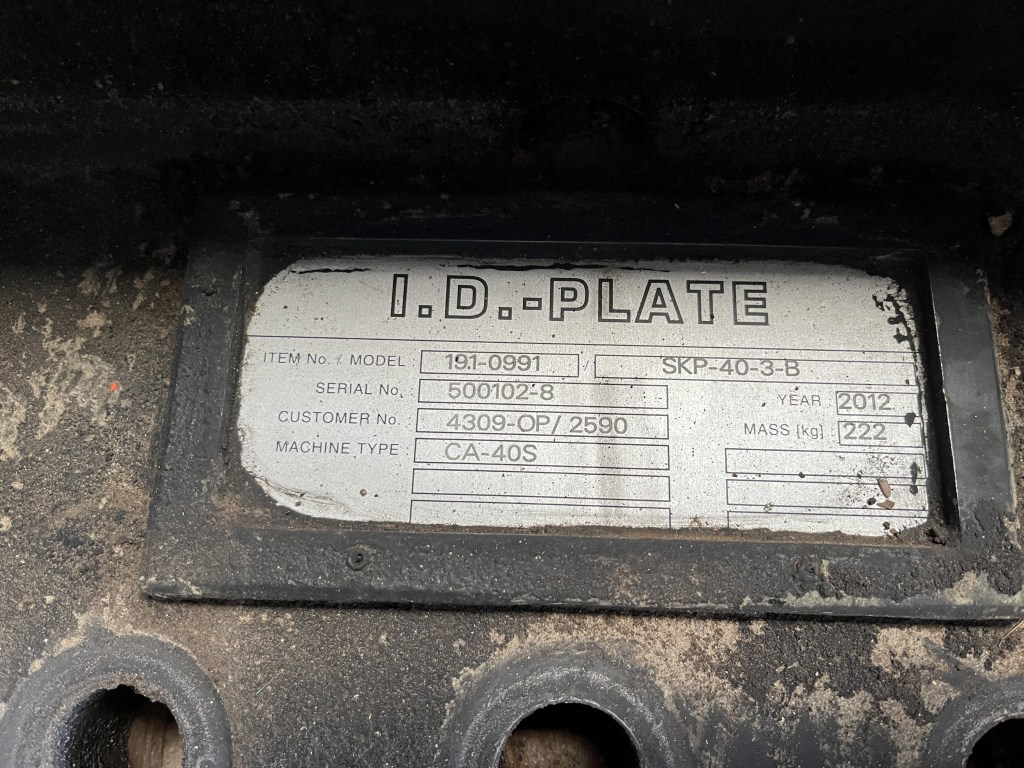 I.D.-PLATE
ITEM No. / MODEL 191-0991 / SKP-40-3-B
SERIAL No. 500102-8 YEAR 2012
CUSTOMER No. 4309-OP/ 2590 MASS [kg] 222
MACHINE TYPE CA-40S